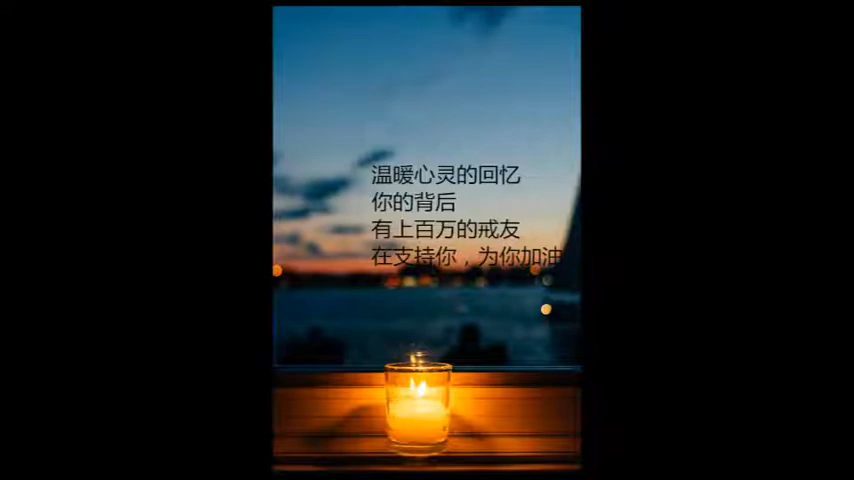 温暖心灵的回忆
你的背后
有上百万的戒友
在支持你，为你加油